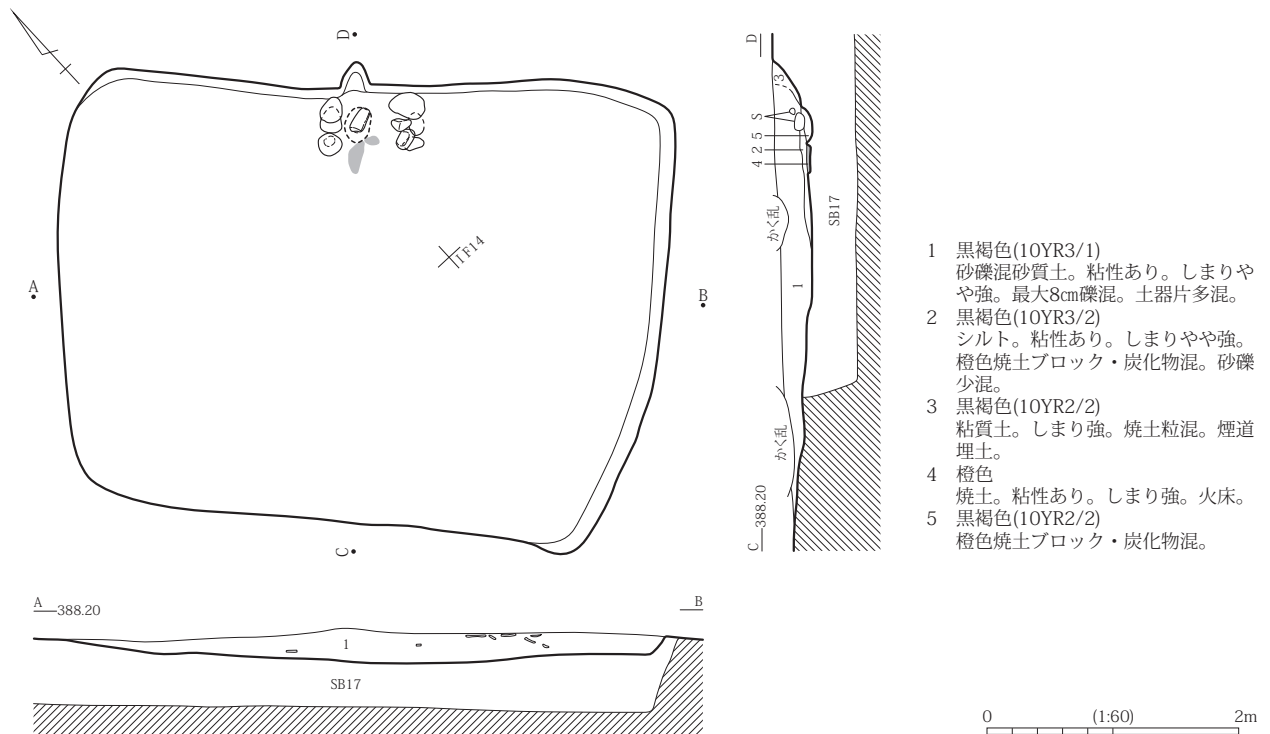 D
A
B
IF14
C
D
3
S
5
2
4
SB17
かく乱
1
かく乱
C 388.20
1 黒褐色(10YR3/1)
砂礫混砂質土。粘性あり。しまりや
や強。最大8㎝礫混。土器片多混。
2 黒褐色(10YR3/2)
シルト。粘性あり。しまりやや強。
橙色焼土ブロック・炭化物混。砂礫
少混。
3 黒褐色(10YR2/2)
粘質土。しまり強。焼土粒混。煙道
埋土。
4 橙色
焼土。粘性あり。しまり強。火床。
5 黒褐色(10YR2/2)
橙色焼土ブロック・炭化物混。
A 388.20
B
1
SB17
0 (1:60) 2m